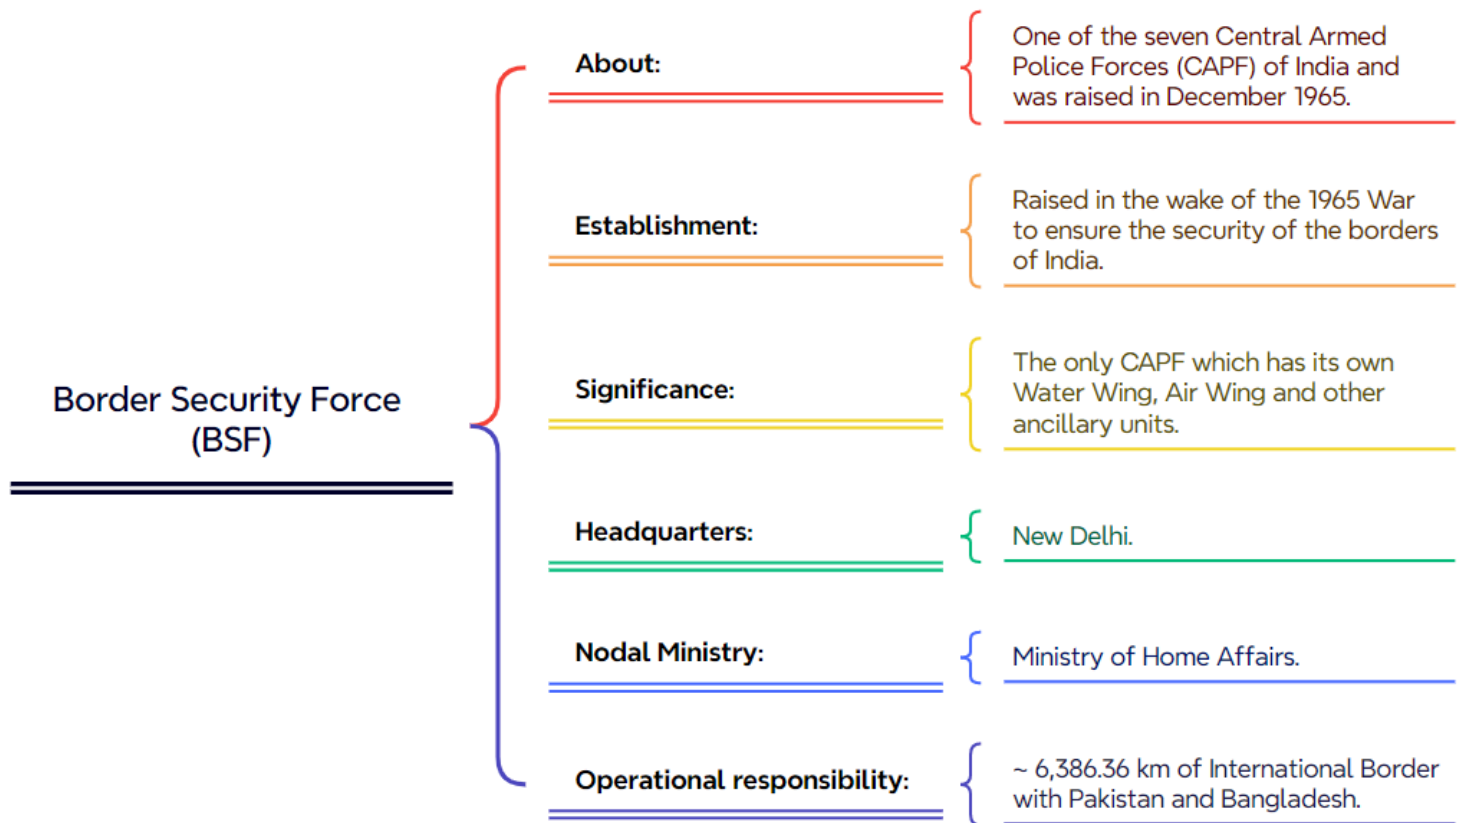 Border Security Force
(BSF)
About:
One of the seven Central Armed
Police Forces (CAPF) of India and
was raised in December 1965.
Establishment:
Raised in the wake of the 1965 War
to ensure the security of the borders
of India.
Significance:
The only CAPF which has its own
Water Wing, Air Wing and other
ancillary units.
Headquarters:
New Delhi.
Nodal Ministry:
Ministry of Home Affairs.
Operational responsibility:
~ 6,386.36 km of International Border
with Pakistan and Bangladesh.